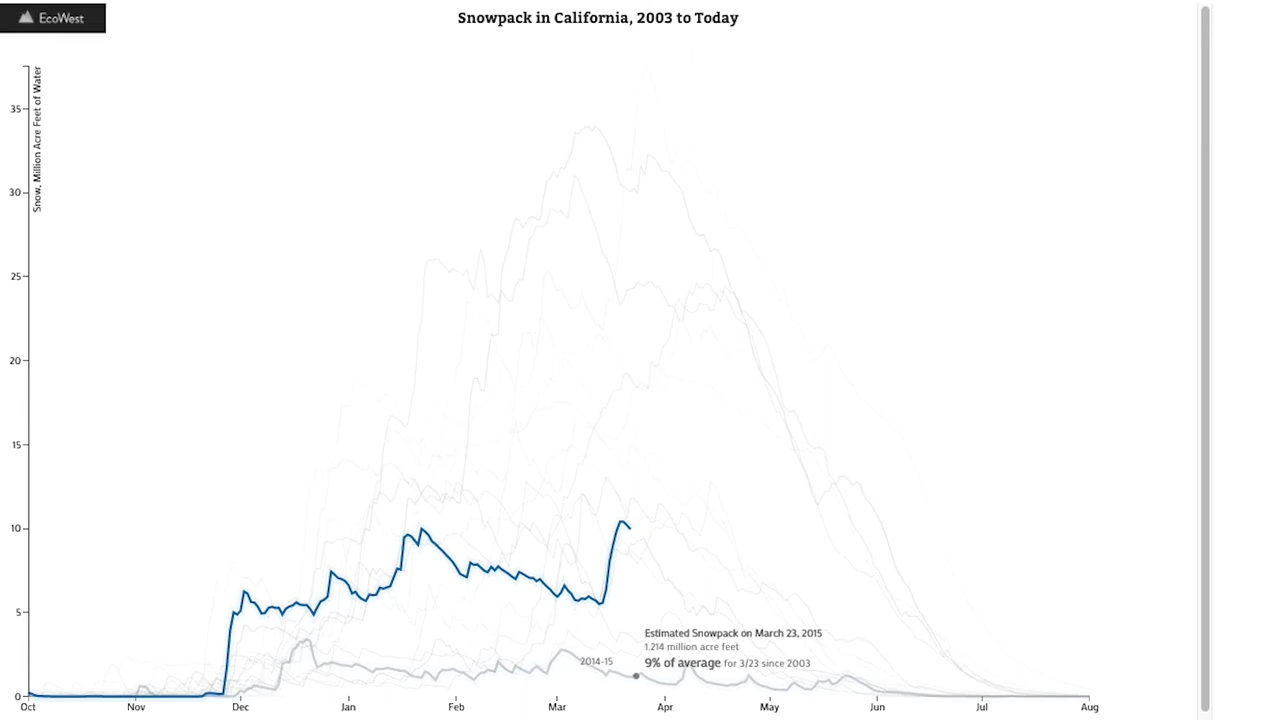 EcoWest
Snowpack in California, 2003 to Today
Snow, Million Acre Feet of Water
35
30
25
20
15
10
5
0
Estimated Snowpack on March 23, 2015
1.214 million acre feet
2014-15
9% of average for 3/23 since 2003
Oct Nov Dec Jan Feb Mar Apr May Jun Jul Aug